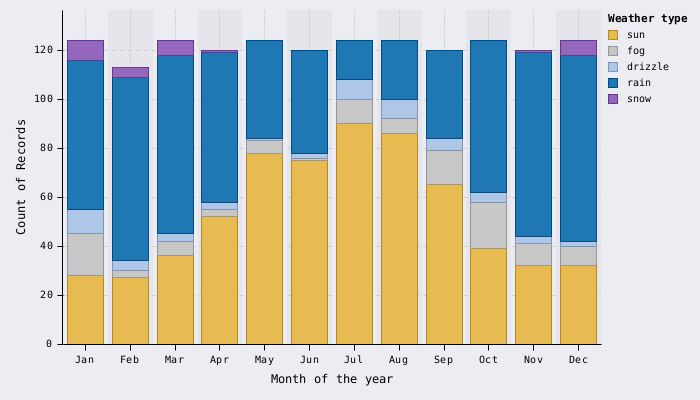 Weather type
sun
fog
drizzle
rain
snow
Count of Records
120
100
80
60
40
20
0
Jan Feb Mar Apr May Jun Jul Aug Sep Oct Nov Dec
Month of the year